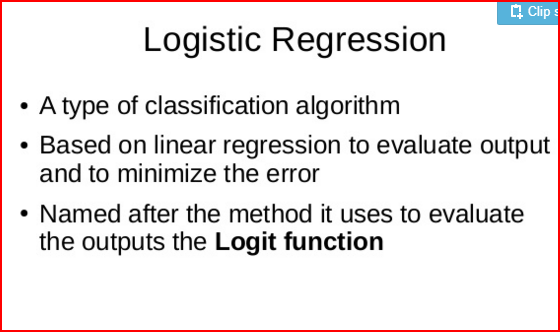 Clip s
Logistic Regression
• A type of classification algorithm
• Based on linear regression to evaluate output
and to minimize the error
• Named after the method it uses to evaluate
the outputs the Logit function